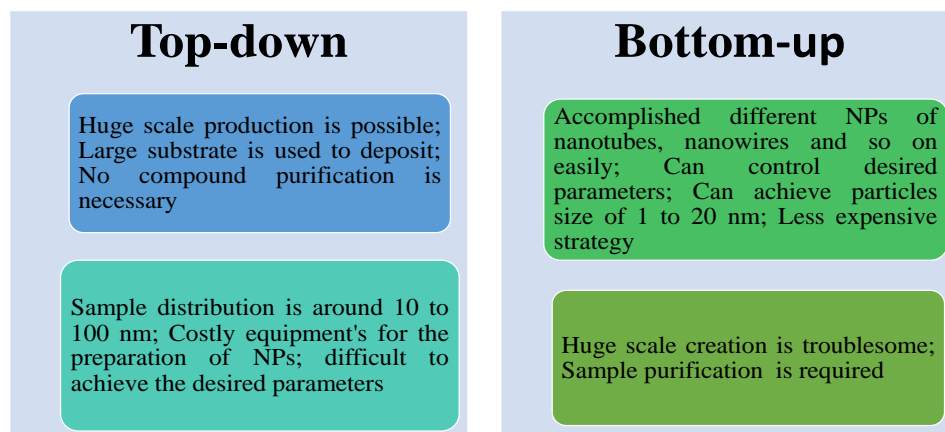 Top-down
Huge scale production is possible;
Large substrate is used to deposit;
No compound purification is
necessary
Sample distribution is around 10 to
100 nm; Costly equipment's for the
preparation of NPs; difficult to
achieve the desired parameters
Bottom-up
Accomplished different NPs of
nanotubes, nanowires and so on
easily; Can control desired
parameters; Can achieve particles
size of 1 to 20 nm; Less expensive
strategy
Huge scale creation is troublesome;
Sample purification is required